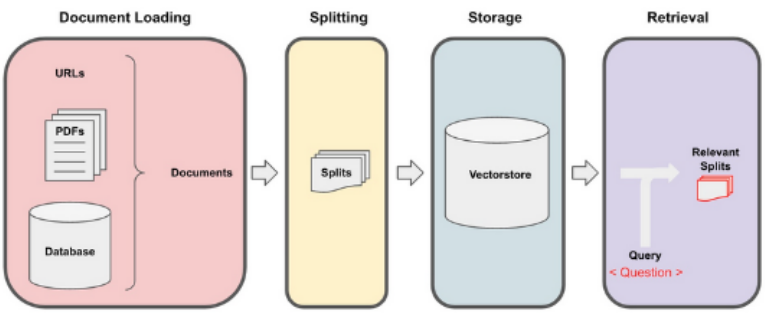 Document Loading
Splitting
Storage
Retrieval
URLs
PDFs
Documents
Database
Splits
Vectorstore
Relevant
Splits
Query
< Question >